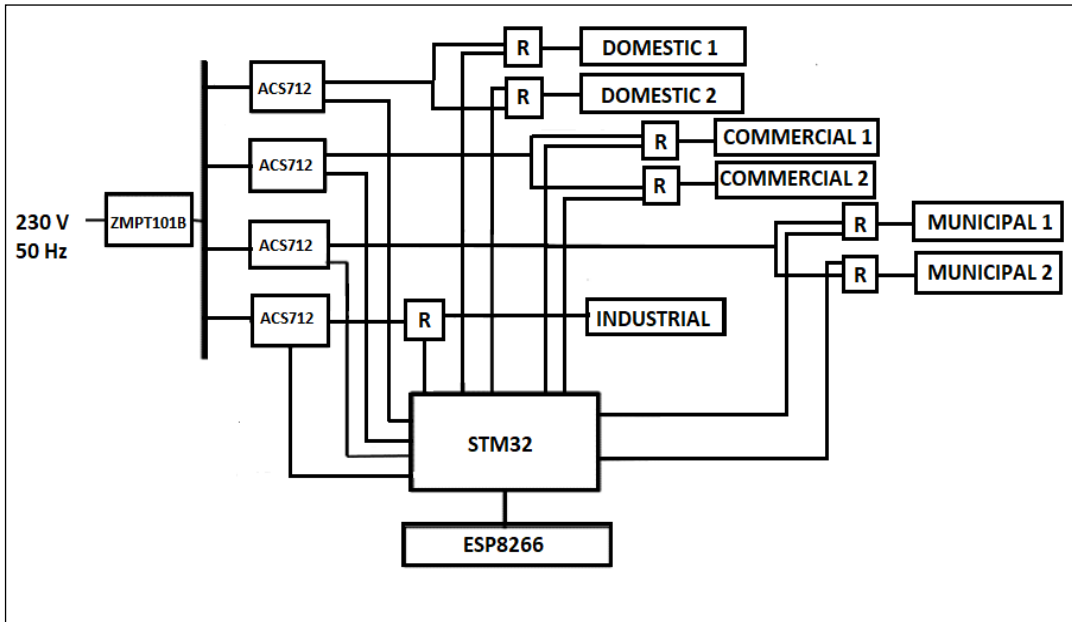 R
DOMESTIC 1
ACS712
R
DOMESTIC 2
ACS712
R
COMMERCIAL 1
R
COMMERCIAL 2
230 V
50 Hz
ZMPT101B
ACS712
R
MUNICIPAL 1
R
MUNICIPAL 2
ACS712
R
INDUSTRIAL
STM32
ESP8266